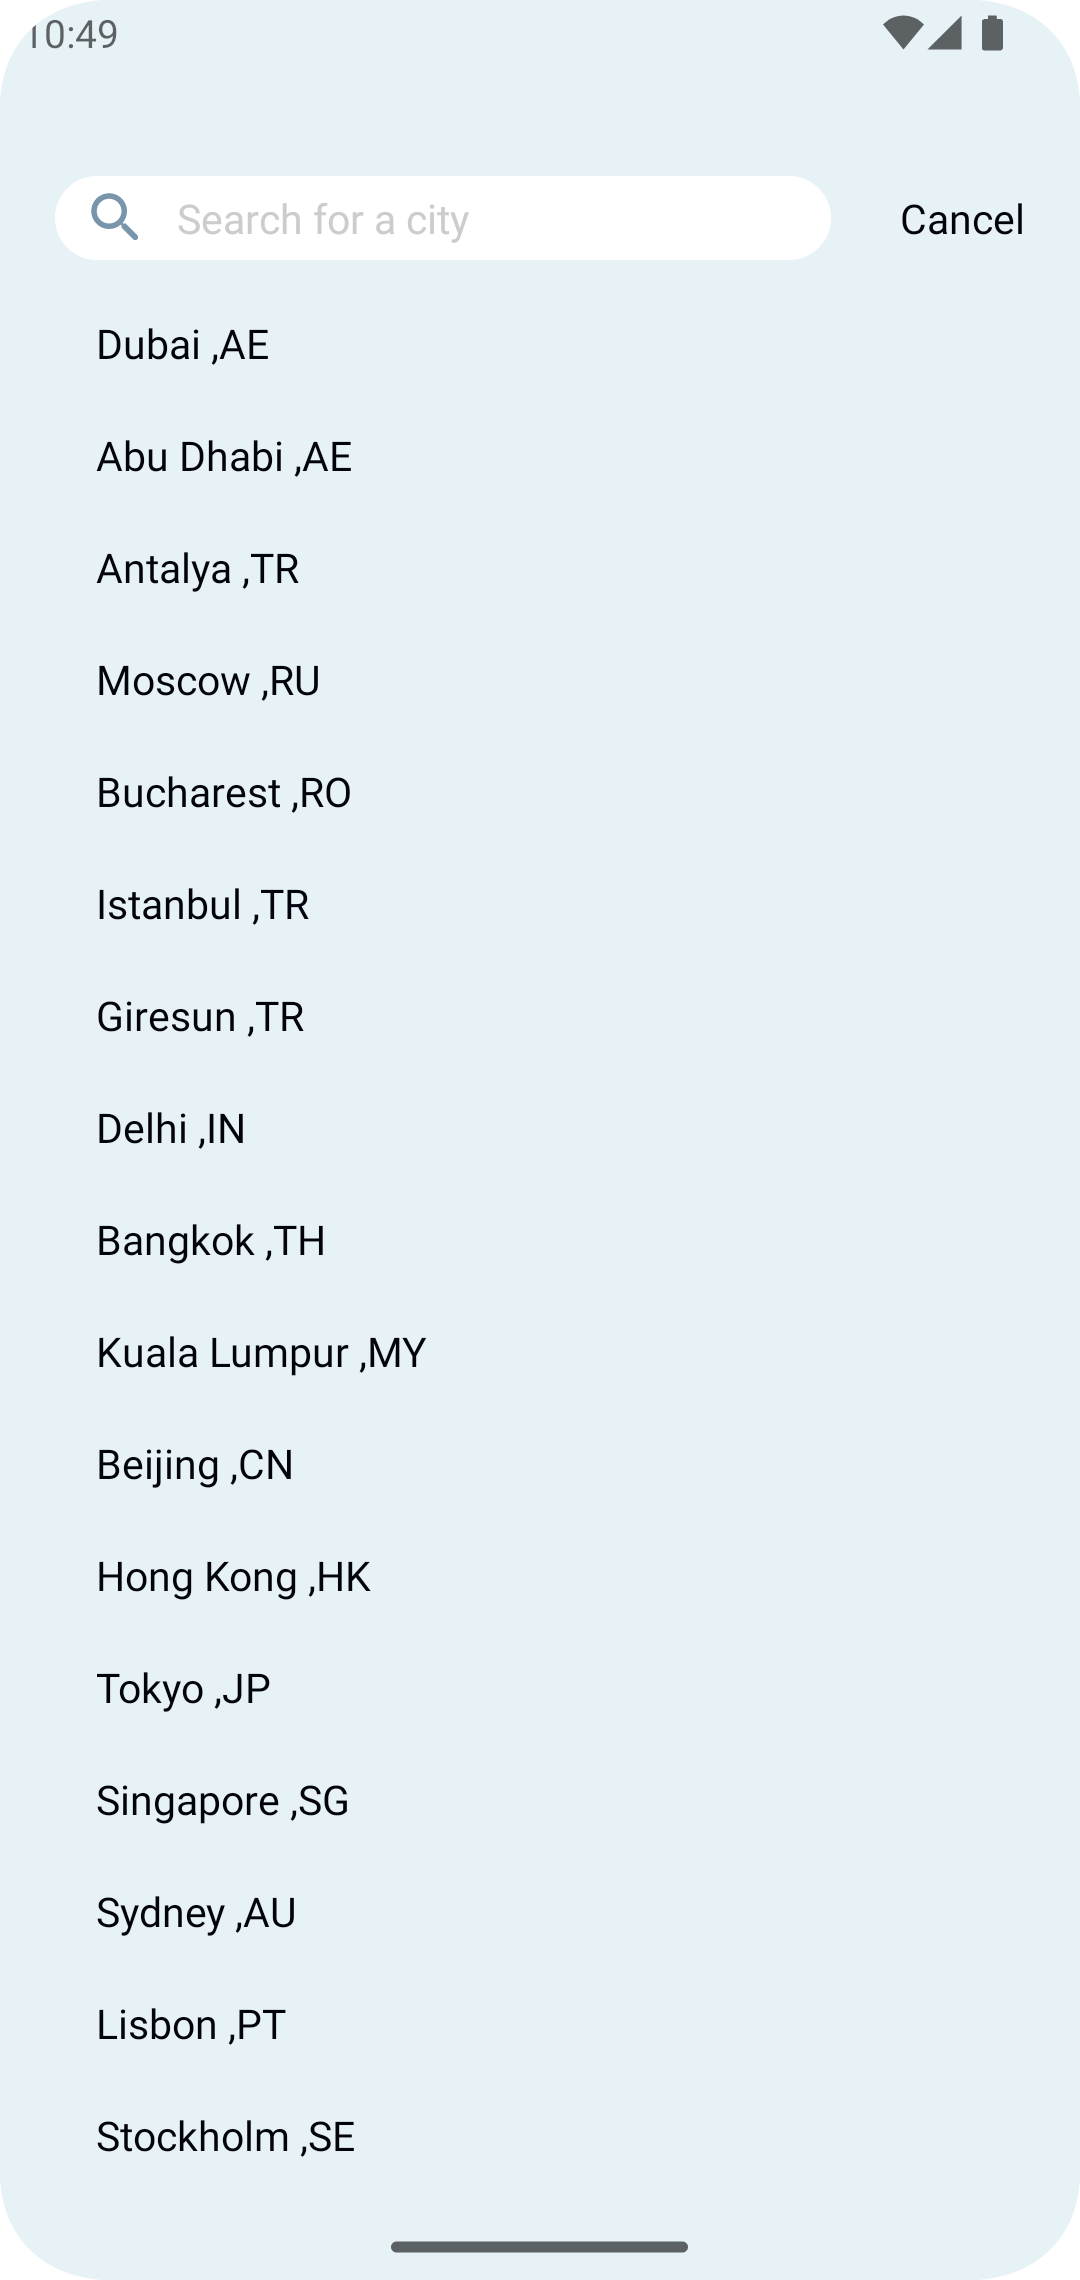 10:49
Search for a city
Cancel
Dubai ,AE
Abu Dhabi ,AE
Antalya ,TR
Moscow ,RU
Bucharest ,RO
Istanbul ,TR
Giresun ,TR
Delhi ,IN
Bangkok ,TH
Kuala Lumpur ,MY
Beijing ,CN
Hong Kong ,HK
Tokyo ,JP
Singapore ,SG
Sydney ,AU
Lisbon ,PT
Stockholm ,SE